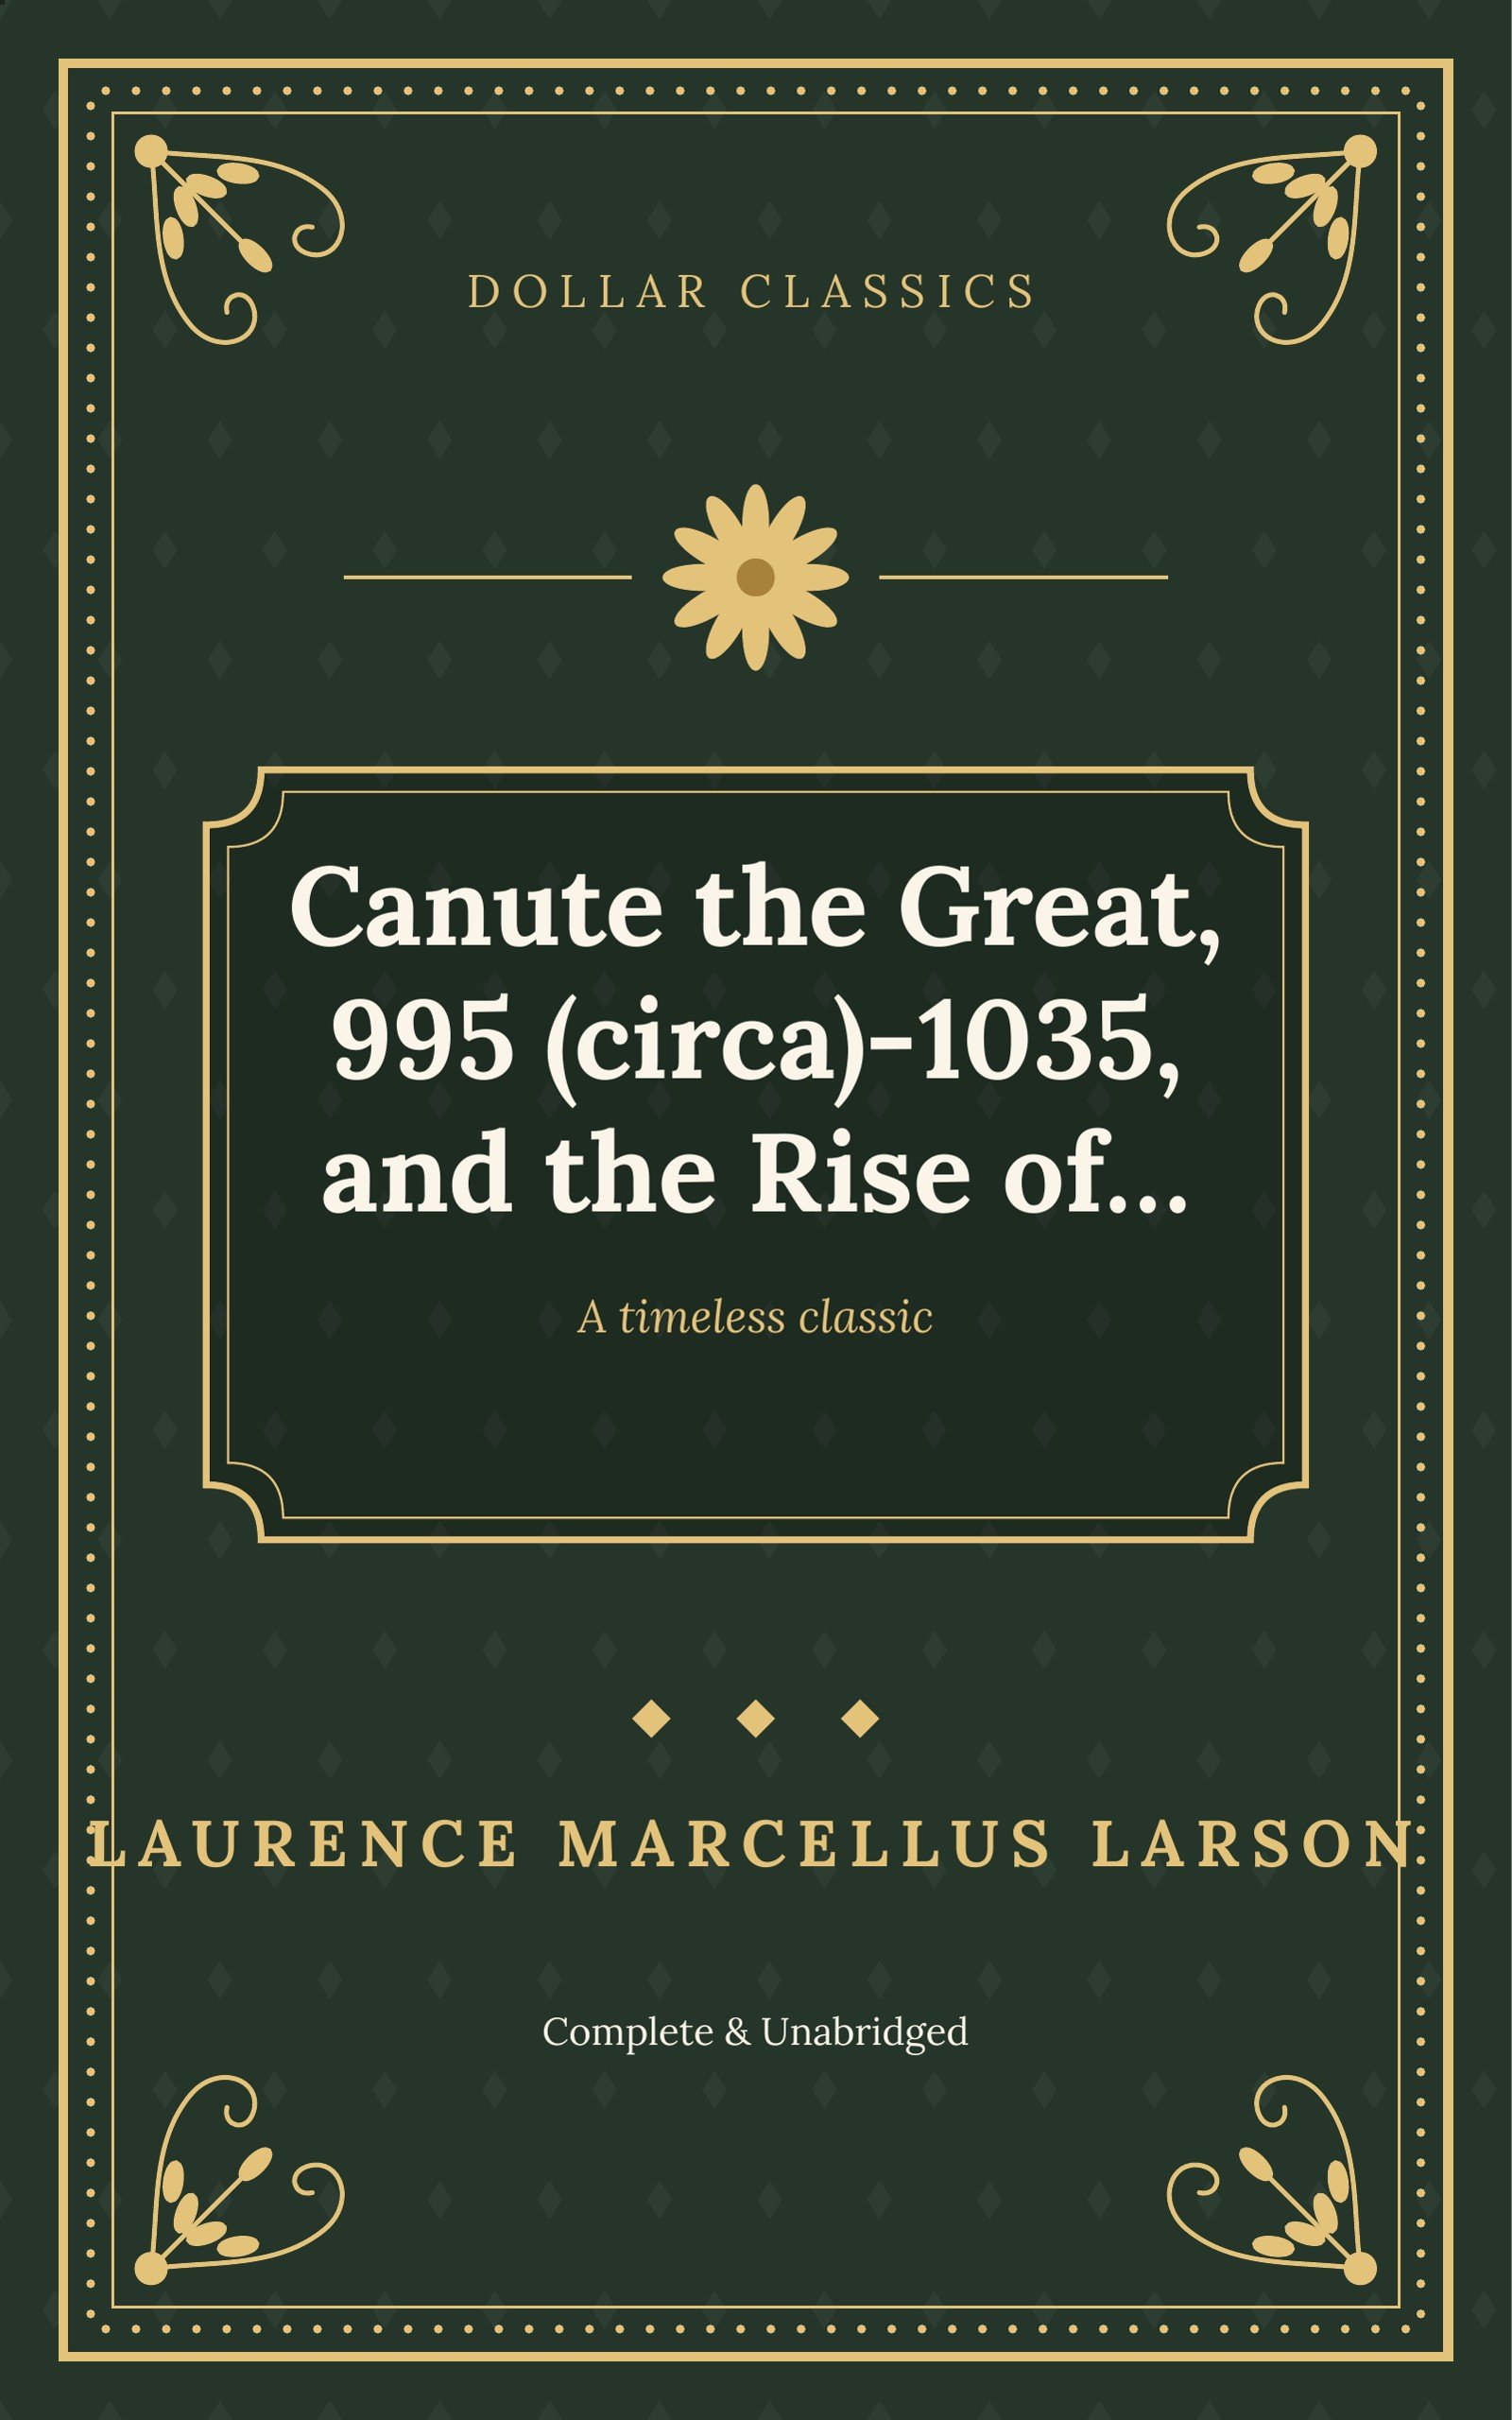 DOLLAR CLASSICS
Canute the Great,
995 (circa)–1035,
and the Rise of...
A timeless classic
LAURENCE MARCELLUS LARSON
Complete & Unabridged